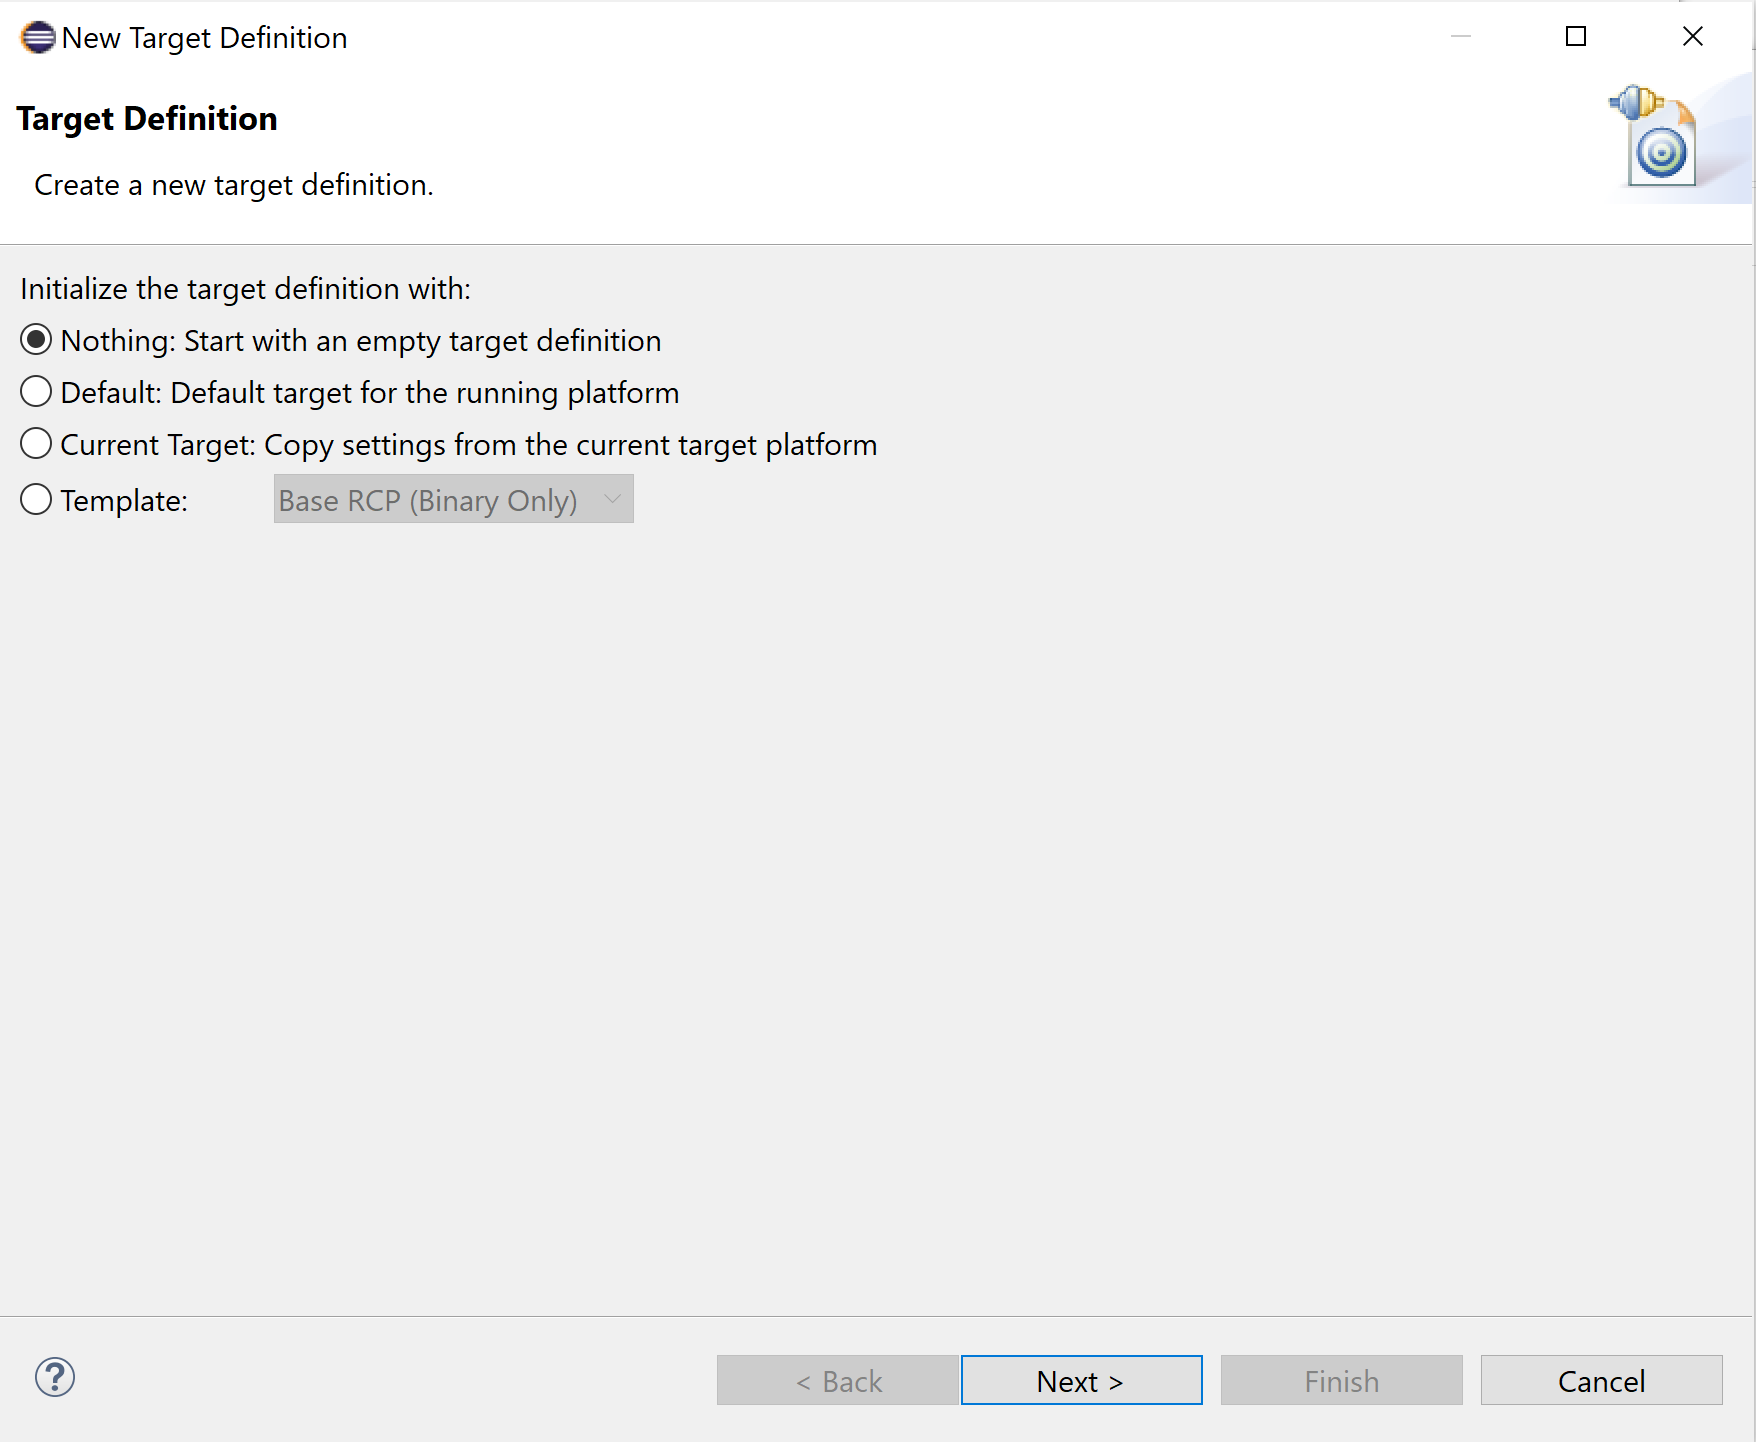 New Target Definition
Target Definition
Create a new target definition.
Initialize the target definition with:
Nothing: Start with an empty target definition
Default: Default target for the running platform
Current Target: Copy settings from the current target platform
Template: Base RCP (Binary Only)
? < Back Next > Finish Cancel